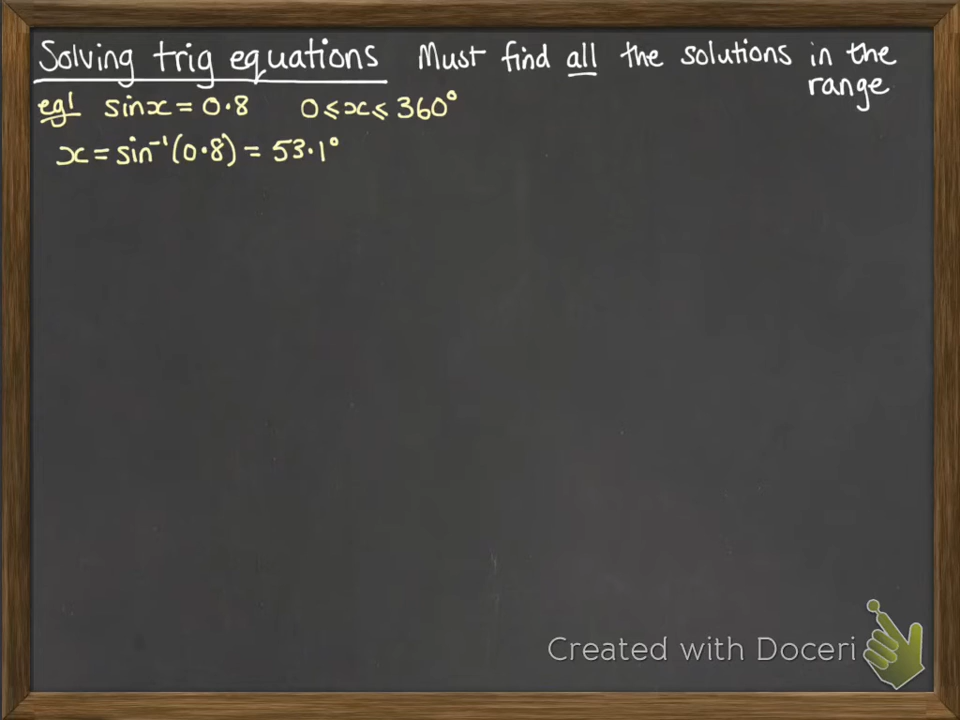 Solving trig equations Must find all the solutions in the
range
eg1 sinx = 0·8 0 ⩽ x ⩽ 360°
x = sin⁻¹(0·8) = 53·1°
Created with Doceri